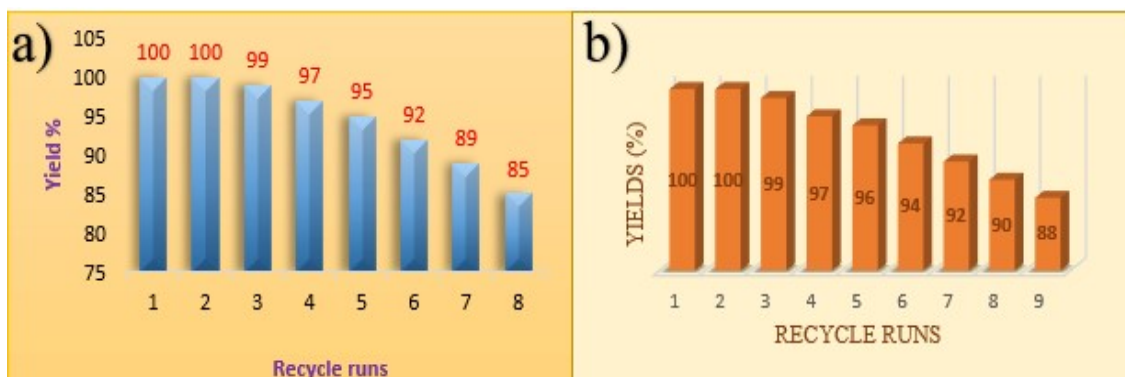 a)
Yield %
105
100
95
90
85
80
75
100 100 99 97 95 92 89 85
1 2 3 4 5 6 7 8
Recycle runs
b)
YIELDS (%)
100 100 99 97 96 94 92 90 88
1 2 3 4 5 6 7 8 9
RECYCLE RUNS